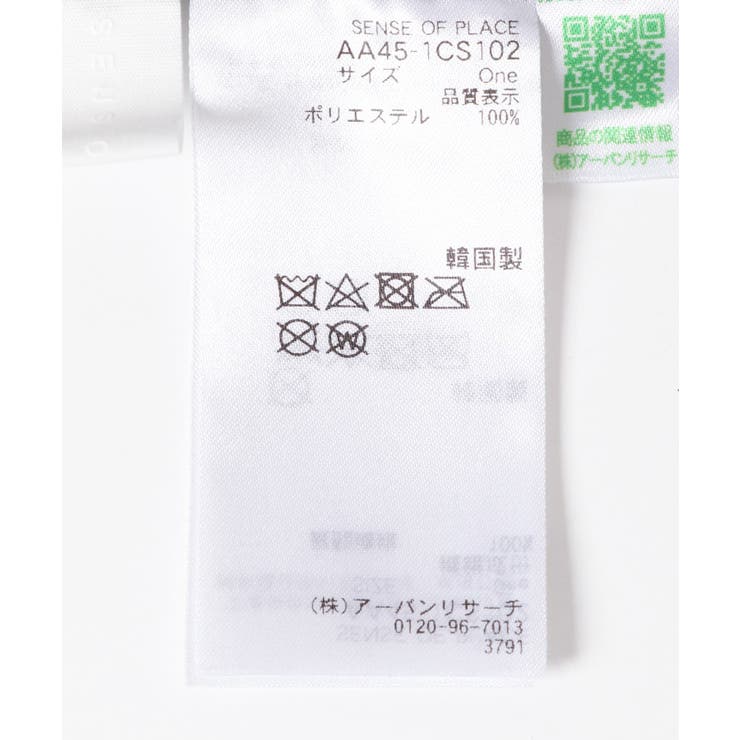 SENSE OF PLACE
AA45-1CS102
サイズ One
品質表示
ポリエステル 100%
韓国製
W
(株)アーバンリサーチ
0120-96-7013
3791
商品の関連情報
(株)アーバンリサーチ